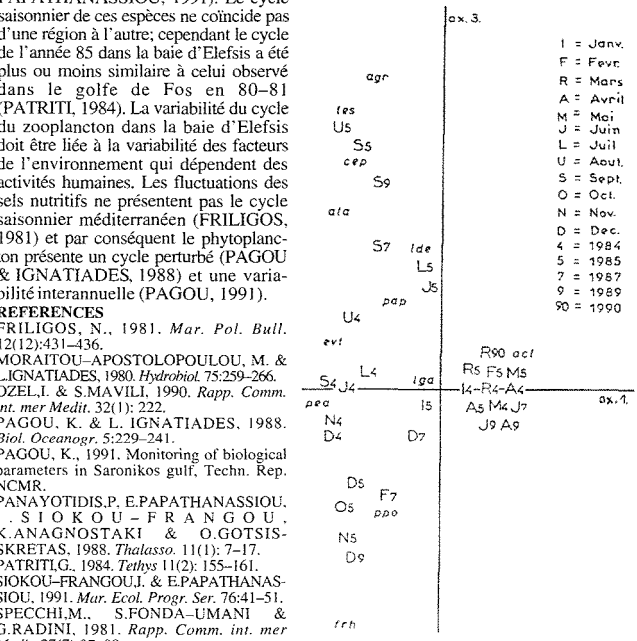 saisonnier de ces espèces ne coïncide pas
d'une région à l'autre; cependant le cycle
de l'année 85 dans la baie d'Elefsis a été
plus ou moins similaire à celui observé
dans le golfe de Fos en 80–81
(PATRITI, 1984). La variabilité du cycle
du zooplancton dans la baie d'Elefsis
doit être liée à la variabilité des facteurs
de l'environnement qui dépendent des
activités humaines. Les fluctuations des
sels nutritifs ne présentent pas le cycle
saisonnier méditerranéen (FRILIGOS,
1981) et par conséquent le phytoplanc-
ton présente un cycle perturbé (PAGOU
& IGNATIADES, 1988) et une varia-
bilité interannuelle (PAGOU, 1991).
REFERENCES
FRILIGOS, N., 1981. Mar. Pol. Bull.
12(12):431–436.
MORAITOU–APOSTOLOPOULOU, M. &
L.IGNATIADES, 1980. Hydrobiol. 75:259–266.
OZEL,I. & S.MAVILI, 1990. Rapp. Comm.
int. mer Medit. 32(1): 222.
PAGOU, K. & L. IGNATIADES, 1988.
Biol. Oceanogr. 5:229–241.
PAGOU, K., 1991. Monitoring of biological
parameters in Saronikos gulf, Techn. Rep.
NCMR.
PANAYOTIDIS,P, E.PAPATHANASSIOU,
I.SIOKOU–FRANGOU,
K.ANAGNOSTAKI & O.GOTSIS-
SKRETAS, 1988. Thalasso. 11(1): 7–17.
PATRITI,G., 1984. Tethys 11(2): 155–161.
SIOKOU–FRANGOU,I. & E.PAPATHANAS-
SIOU, 1991. Mar. Ecol. Progr. Ser. 76:41–51.
SPECCHI,M., S.FONDA–UMANI &
G.RADINI, 1981. Rapp. Comm. int. mer
ax. 3.
agr
tes
U5
S5
cep
S9
ata
S7 lde
L5
J5
pap
U4
evt
R90 acl
L4
R5 F5 M5
S4 J4
lga
I4–R4–A4
ax. 1.
pea
I5
A5 M4 J7
N4
J9 A9
D4
D7
D5
F7
O5
ppo
N5
D9
frh
I = Janv.
F = Fevr.
R = Mars
A = Avril
M = Mai
J = Juin
L = Juil
U = Aout.
S = Sept.
O = Oct.
N = Nov.
D = Dec.
4 = 1984
5 = 1985
7 = 1987
9 = 1989
90 = 1990